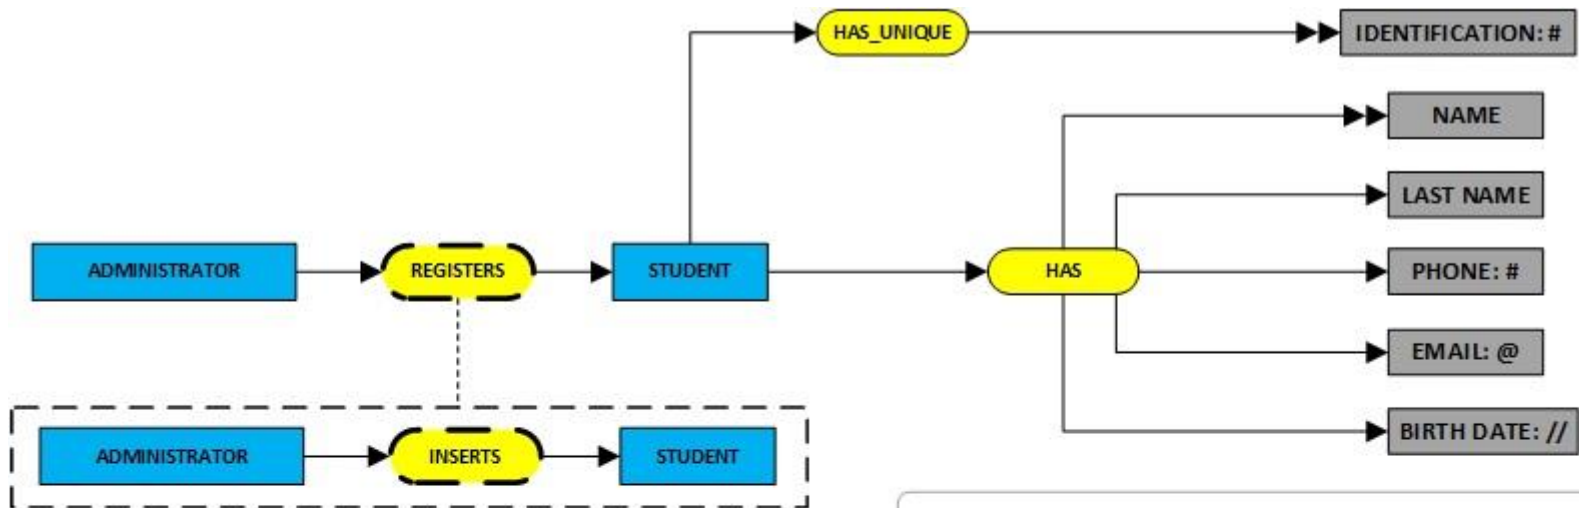 HAS_UNIQUE
IDENTIFICATION: #
NAME
LAST NAME
ADMINISTRATOR
REGISTERS
STUDENT
HAS
PHONE: #
EMAIL: @
BIRTH DATE: //
ADMINISTRATOR
INSERTS
STUDENT